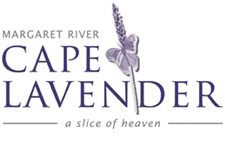 MARGARET RIVER
CAPE
LAVENDER
a slice of heaven